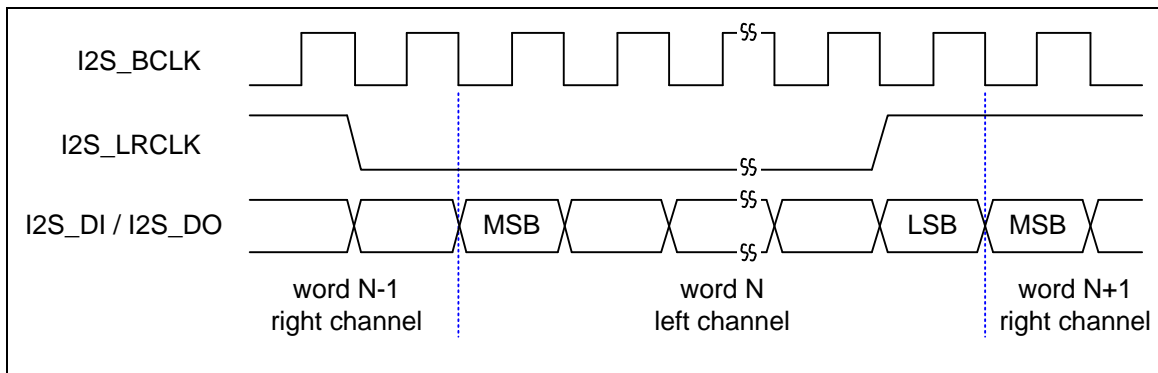 I2S_BCLK
I2S_LRCLK
I2S_DI / I2S_DO
MSB
LSB
MSB
word N-1
right channel
word N
left channel
word N+1
right channel